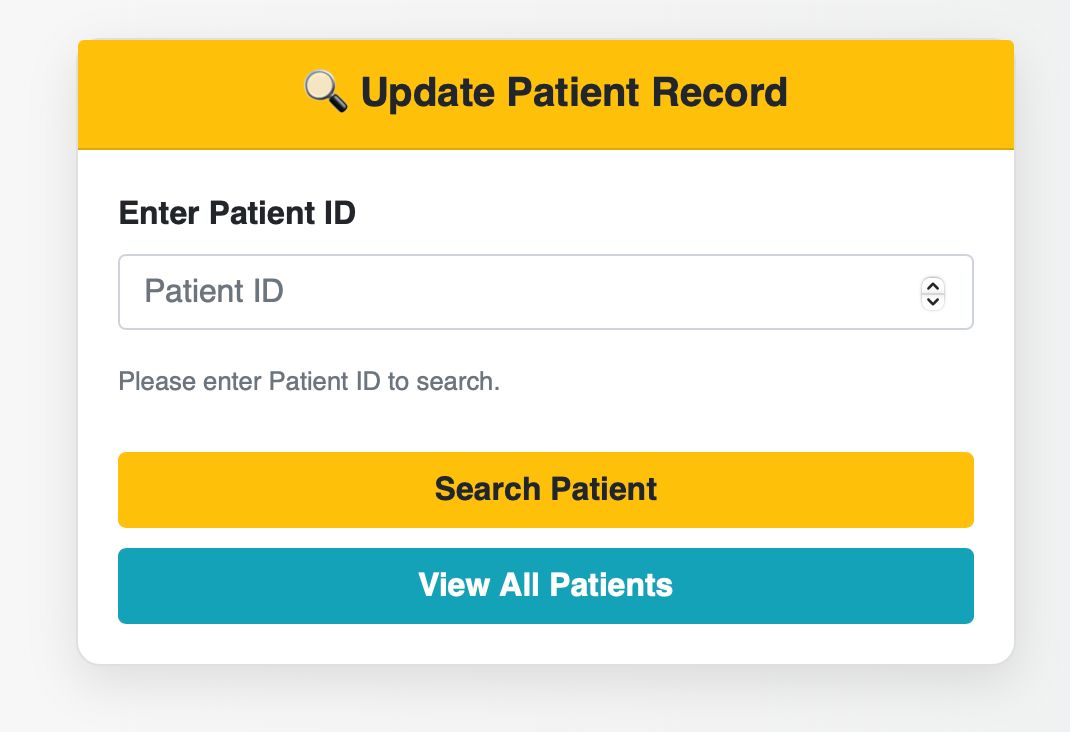 🔍 Update Patient Record
Enter Patient ID
Patient ID
Please enter Patient ID to search.
Search Patient
View All Patients